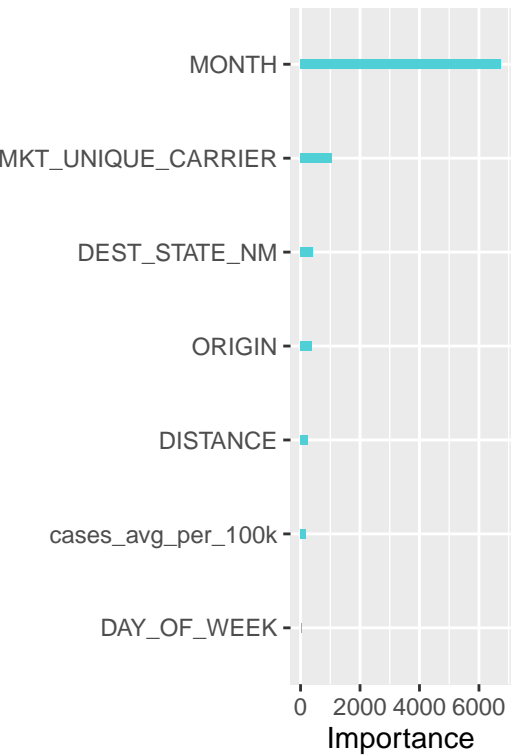 MONTH
MKT_UNIQUE_CARRIER
DEST_STATE_NM
ORIGIN
DISTANCE
cases_avg_per_100k
DAY_OF_WEEK
0 2000 4000 6000
Importance